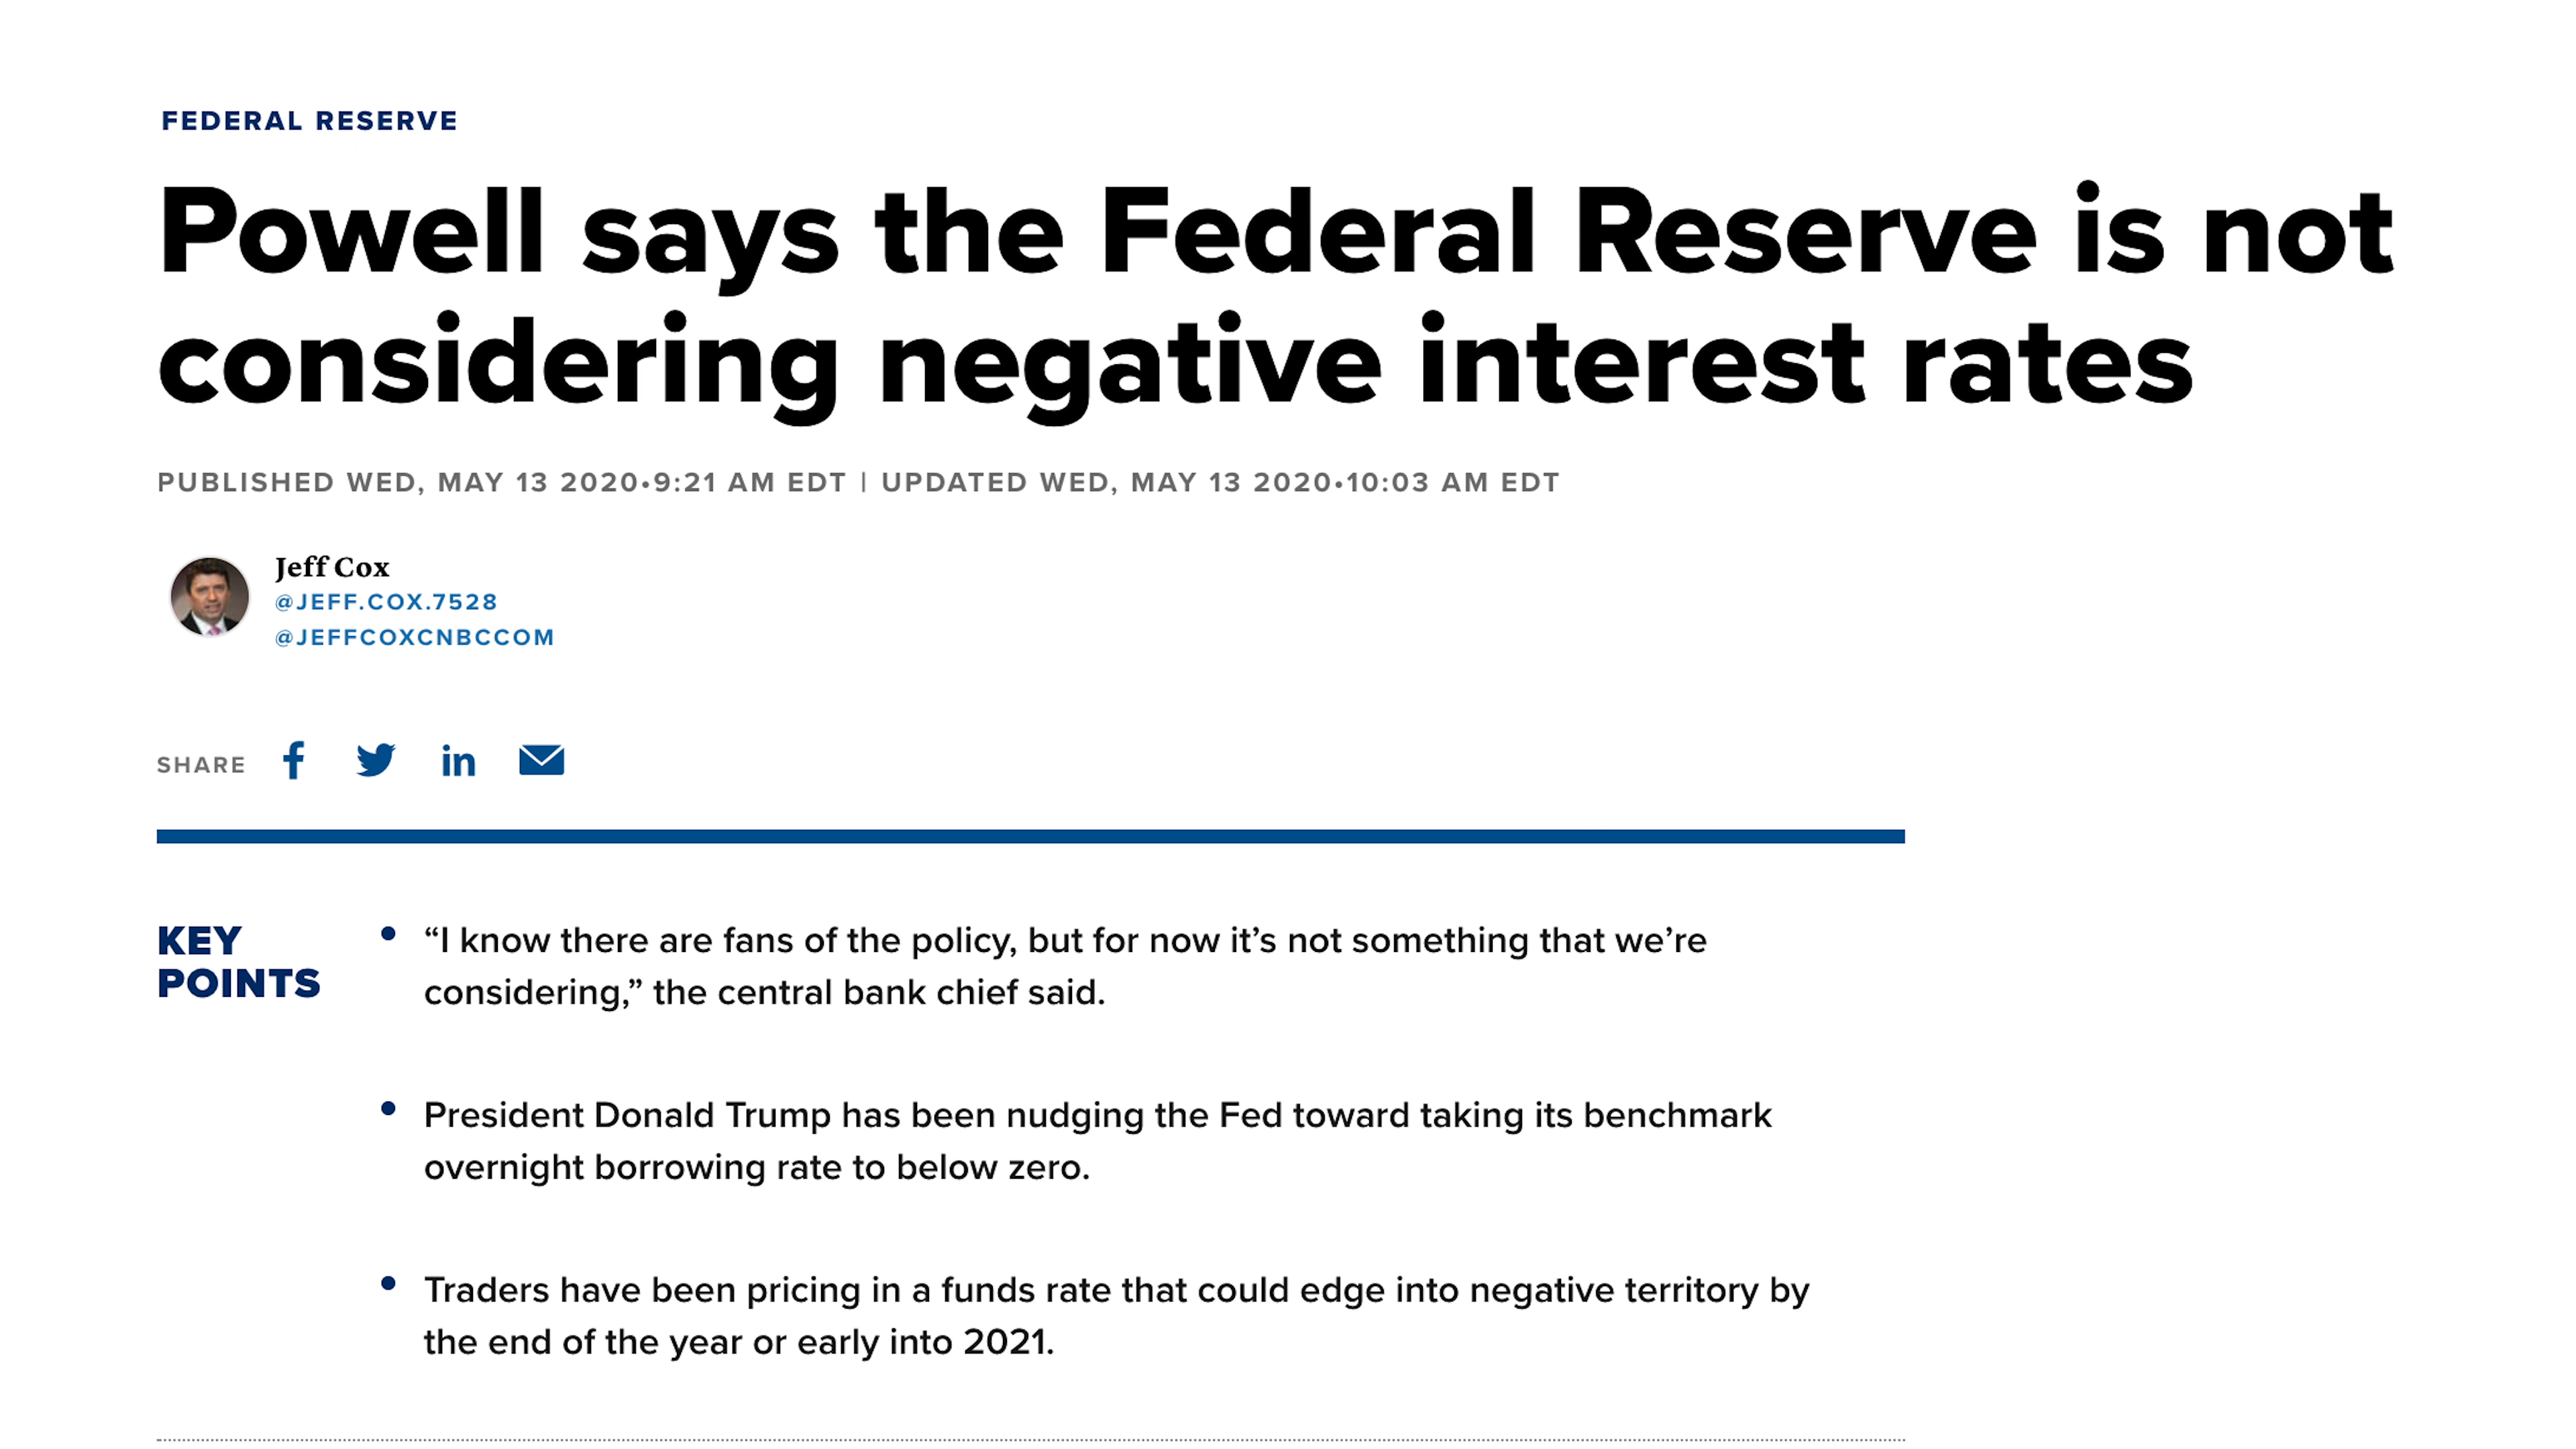 FEDERAL RESERVE
Powell says the Federal Reserve is not
considering negative interest rates
PUBLISHED WED, MAY 13 2020•9:21 AM EDT | UPDATED WED, MAY 13 2020•10:03 AM EDT
Jeff Cox
@JEFF.COX.7528
@JEFFCOXCNBCCOM
SHARE
KEY
POINTS
• “I know there are fans of the policy, but for now it’s not something that we’re
considering,” the central bank chief said.
• President Donald Trump has been nudging the Fed toward taking its benchmark
overnight borrowing rate to below zero.
• Traders have been pricing in a funds rate that could edge into negative territory by
the end of the year or early into 2021.